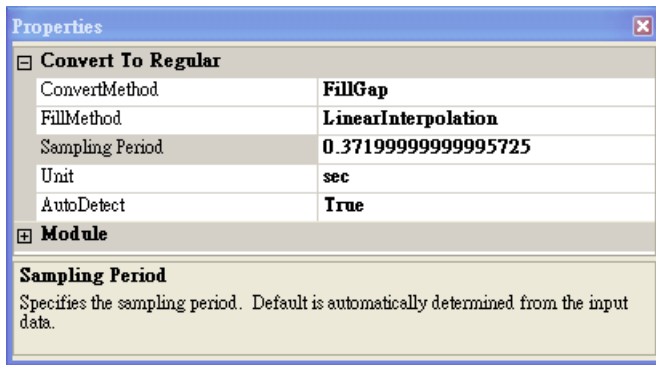 Properties
Convert To Regular
ConvertMethod FillGap
FillMethod LinearInterpolation
Sampling Period 0.37199999999995725
Unit sec
AutoDetect True
Module
Sampling Period
Specifies the sampling period. Default is automatically determined from the input
data.